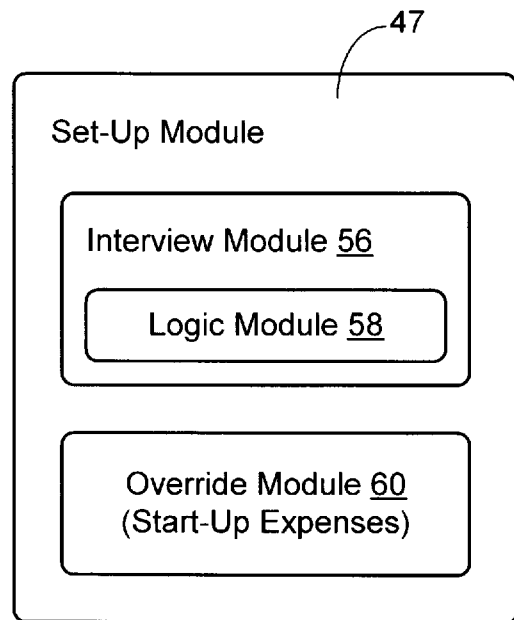 47
Set-Up Module
Interview Module 56
Logic Module 58
Override Module 60
(Start-Up Expenses)